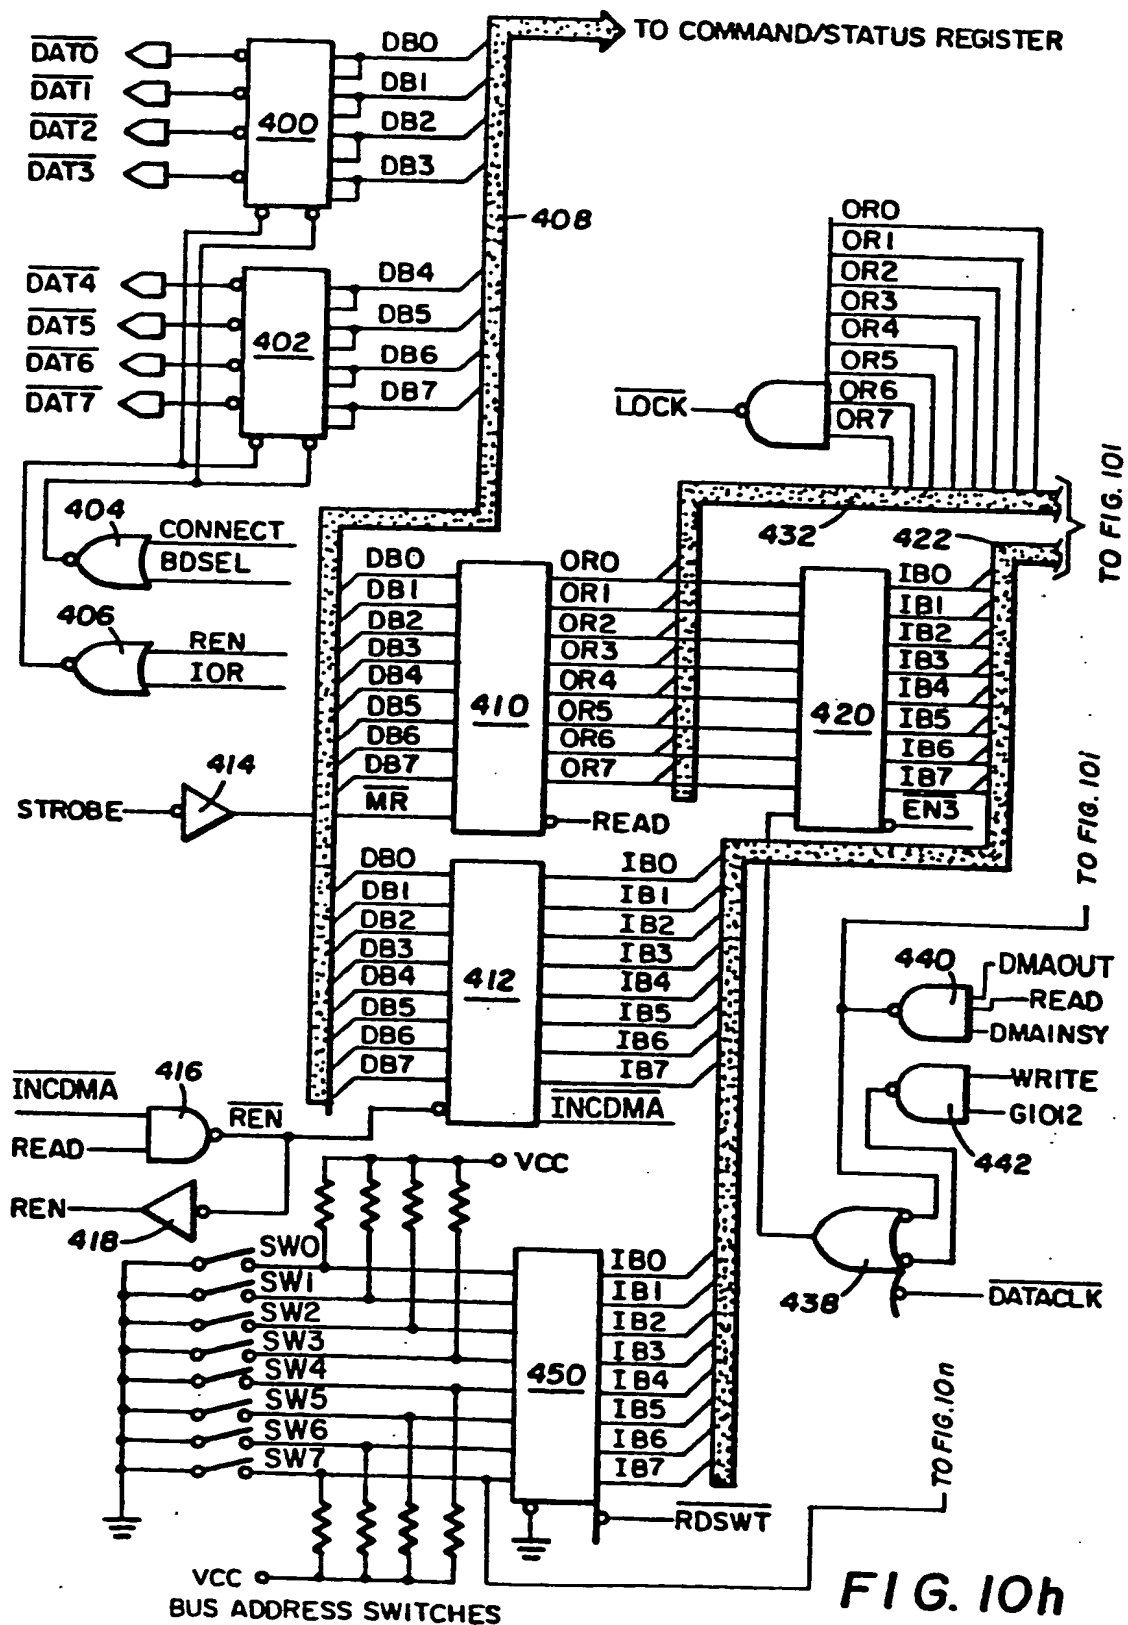 TO COMMAND/STATUS REGISTER
DAT0
DAT1
DAT2
DAT3
400
DB0
DB1
DB2
DB3
408
DAT4
DAT5
DAT6
DAT7
402
DB4
DB5
DB6
DB7
OR0
OR1
OR2
OR3
OR4
OR5
OR6
OR7
LOCK
TO FIG. 10I
432
422
404
CONNECT
BDSEL
406
REN
IOR
DB0
DB1
DB2
DB3
DB4
DB5
DB6
DB7
MR
410
OR0
OR1
OR2
OR3
OR4
OR5
OR6
OR7
READ
420
IB0
IB1
IB2
IB3
IB4
IB5
IB6
IB7
EN3
STROBE
414
TO FIG. 10I
DB0
DB1
DB2
DB3
DB4
DB5
DB6
DB7
412
IB0
IB1
IB2
IB3
IB4
IB5
IB6
IB7
INCDMA
440
DMAOUT
READ
DMAINSY
WRITE
G1012
442
INCDMA
416
READ
REN
REN
418
VCC
438
DATACLK
SW0
SW1
SW2
SW3
SW4
SW5
SW6
SW7
450
IB0
IB1
IB2
IB3
IB4
IB5
IB6
IB7
RDSWT
TO FIG. 10n
VCC
BUS ADDRESS SWITCHES
FIG. 10h